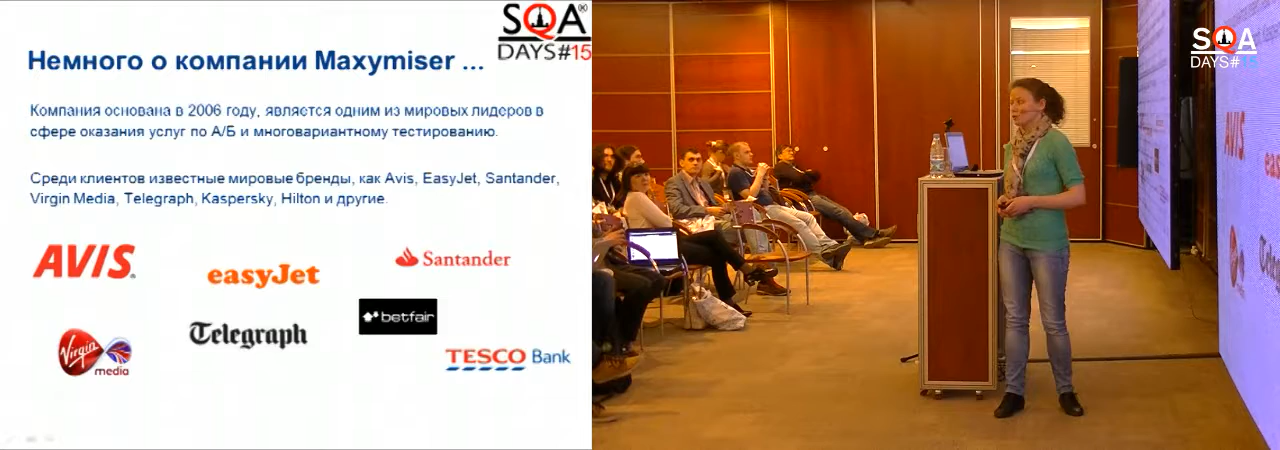 SQA®
DAYS#15
Немного о компании Maxymiser ...
Компания основана в 2006 году, является одним из мировых лидеров в
сфере оказания услуг по А/Б и многовариантному тестированию.
Среди клиентов известные мировые бренды, как Avis, EasyJet, Santander,
Virgin Media, Telegraph, Kaspersky, Hilton и другие.
AVIS
easyJet
Santander
betfair
Telegraph
Virgin
media
TESCO Bank
SQA
DAYS#15
AVIS